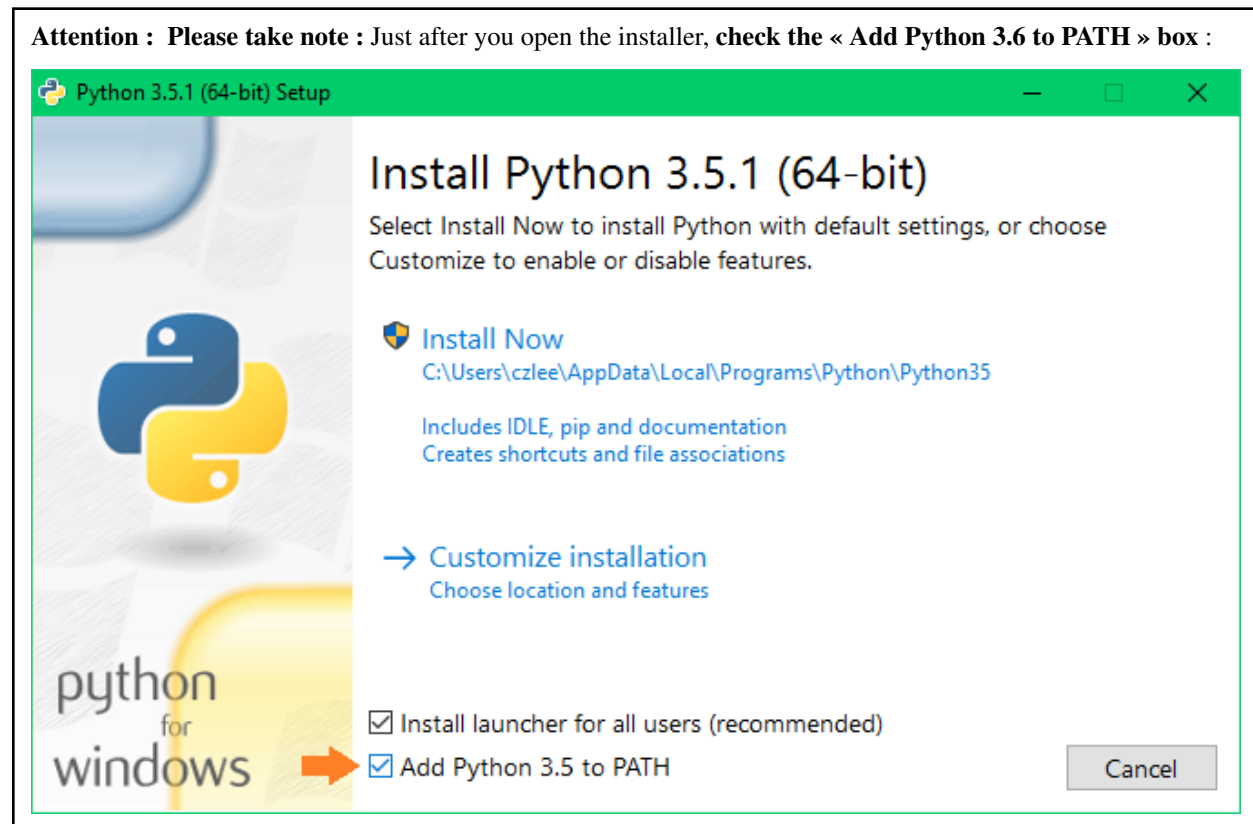 Attention : Please take note : Just after you open the installer, check the « Add Python 3.6 to PATH » box :
Python 3.5.1 (64-bit) Setup
Install Python 3.5.1 (64-bit)
Select Install Now to install Python with default settings, or choose
Customize to enable or disable features.
Install Now
C:\Users\czlee\AppData\Local\Programs\Python\Python35
Includes IDLE, pip and documentation
Creates shortcuts and file associations
Customize installation
Choose location and features
python
for
windows
Install launcher for all users (recommended)
Add Python 3.5 to PATH
Cancel